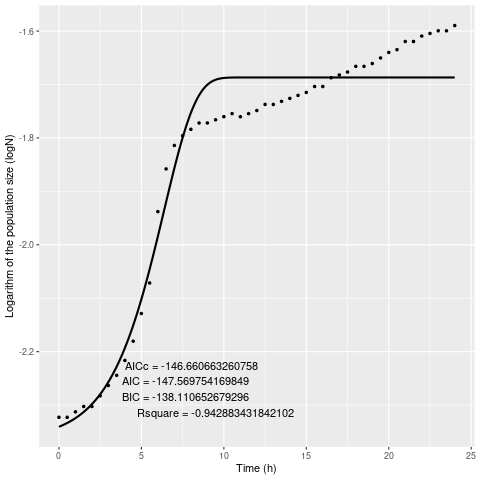 -1.6
-1.8
-2.0
-2.2
Logarithm of the population size (logN)
AICc = -146.660663260758
AIC = -147.569754169849
BIC = -138.110652679296
Rsquare = -0.942883431842102
0 5 10 15 20 25
Time (h)